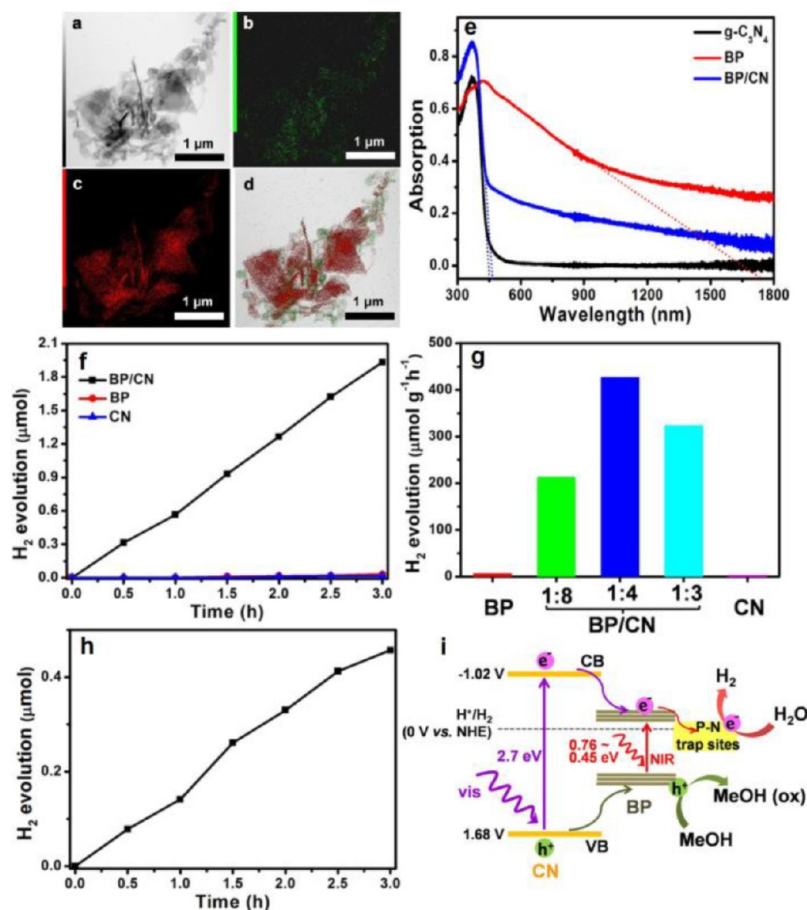 a
1 µm
b
1 µm
c
1 µm
d
1 µm
e
g-C₃N₄
BP
BP/CN
Absorption
0.8
0.6
0.4
0.2
0.0
300 600 900 1200 1500 1800
Wavelength (nm)
f
BP/CN
BP
CN
H₂ evolution (µmol)
2.1
1.8
1.5
1.2
0.9
0.6
0.3
0.0
0.0 0.5 1.0 1.5 2.0 2.5 3.0
Time (h)
g
H₂ evolution (µmol g⁻¹h⁻¹)
500
400
300
200
100
0
BP 1:8 1:4 1:3 CN
BP/CN
h
H₂ evolution (µmol)
0.4
0.2
0.0
0.0 0.5 1.0 1.5 2.0 2.5 3.0
Time (h)
i
-1.02 V
e⁻
CB
H⁺/H₂
(0 V vs. NHE)
e⁻
P-N
trap sites
e⁻
H₂
H₂O
2.7 eV
0.76 ~
0.45 eV
NIR
vis
BP
h⁺
MeOH (ox)
MeOH
1.68 V
h⁺
VB
CN